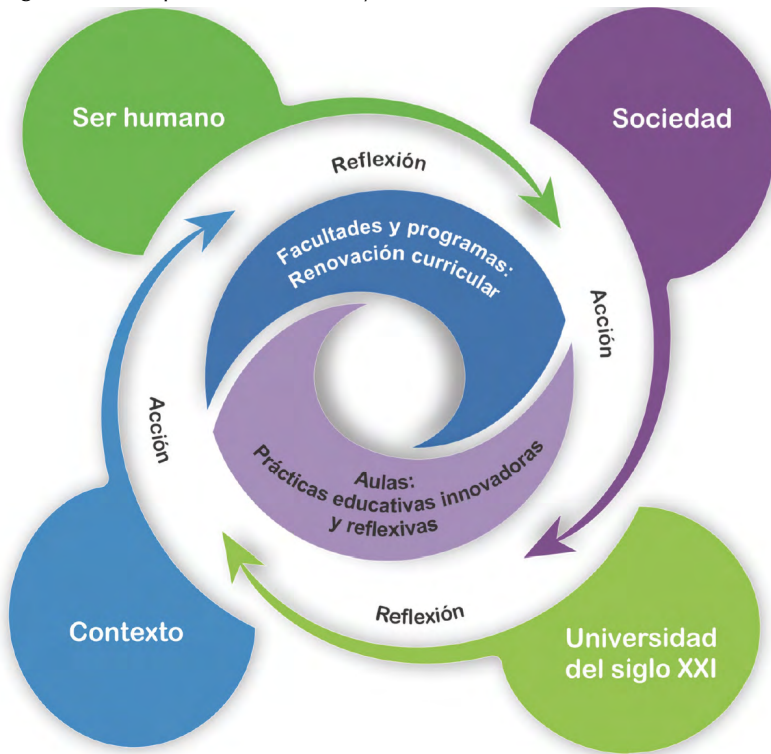 Ser humano
Sociedad
Reflexión
Facultades y programas:
Renovación curricular
Acción
Acción
Aulas:
Prácticas educativas innovadoras
y reflexivas
Reflexión
Contexto
Universidad
del siglo XXI